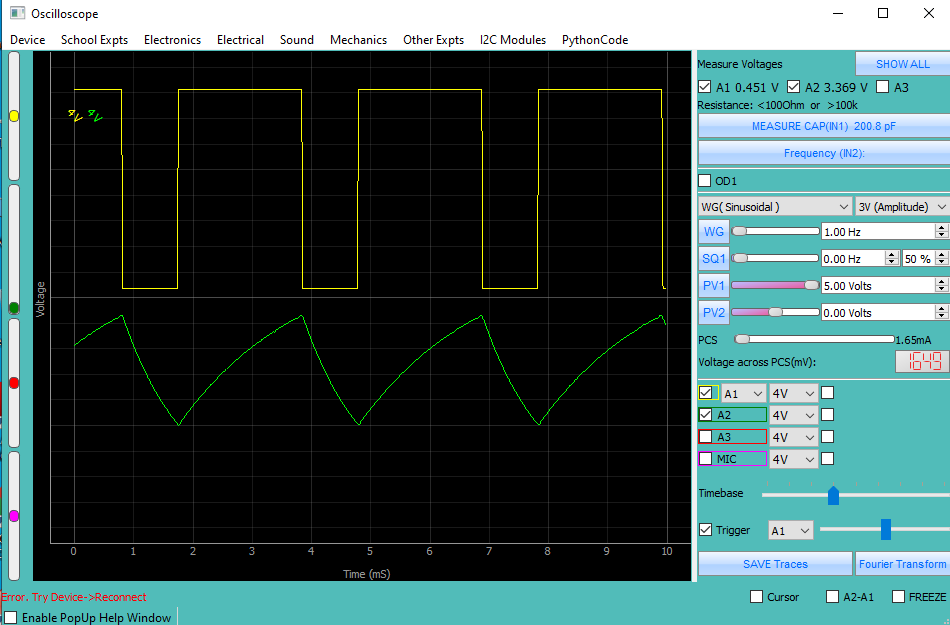 Oscilloscope
Device School Expts Electronics Electrical Sound Mechanics Other Expts I2C Modules PythonCode
Measure Voltages SHOW ALL
A1 0.451 V A2 3.369 V A3
Resistance: <100Ohm or >100k
MEASURE CAP(IN1) 200.8 pF
Frequency (IN2):
OD1
WG( Sinusoidal ) 3V (Amplitude)
WG 1.00 Hz
SQ1 0.00 Hz 50 %
PV1 5.00 Volts
PV2 0.00 Volts
PCS 1.65mA
Voltage across PCS(mV): 1649
A1 4V
A2 4V
A3 4V
MIC 4V
Timebase
Trigger A1
SAVE Traces Fourier Transform
Cursor A2-A1 FREEZE
Voltage
0 1 2 3 4 5 6 7 8 9 10
Time (mS)
Error. Try Device->Reconnect
Enable PopUp Help Window